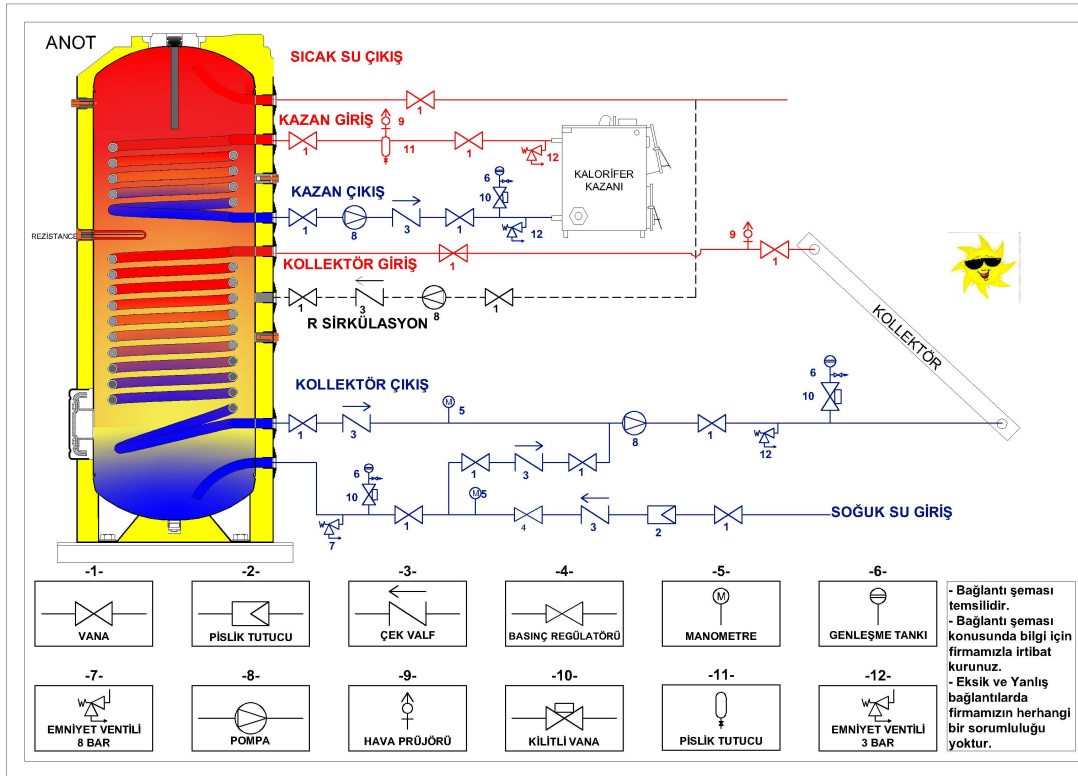 ANOT
SICAK SU ÇIKIŞ
1
KAZAN GİRİŞ
9
1
11
1
12
KALORİFER
KAZANI
KAZAN ÇIKIŞ
6
10
1
8
3
1
12
REZİSTANCE
KOLLEKTÖR GİRİŞ
1
9
1
1
3
8
1
R SİRKÜLASYON
KOLLEKTÖR
KOLLEKTÖR ÇIKIŞ
6
10
M
5
1
3
8
1
12
1
3
1
6
10
M
5
7
1
4
3
2
1
SOĞUK SU GİRİŞ
-1-
VANA
-2-
PİSLİK TUTUCU
-3-
ÇEK VALF
-4-
BASINÇ REGÜLATÖRÜ
-5-
M
MANOMETRE
-6-
GENLEŞME TANKI
-7-
EMNİYET VENTİLİ
8 BAR
-8-
POMPA
-9-
HAVA PRÜJÖRÜ
-10-
KİLİTLİ VANA
-11-
PİSLİK TUTUCU
-12-
EMNİYET VENTİLİ
3 BAR
- Bağlantı şeması
temsilidir.
- Bağlantı şeması
konusunda bilgi için
firmamızla irtibat
kurunuz.
- Eksik ve Yanlış
bağlantılarda
firmamızın herhangi
bir sorumluluğu
yoktur.